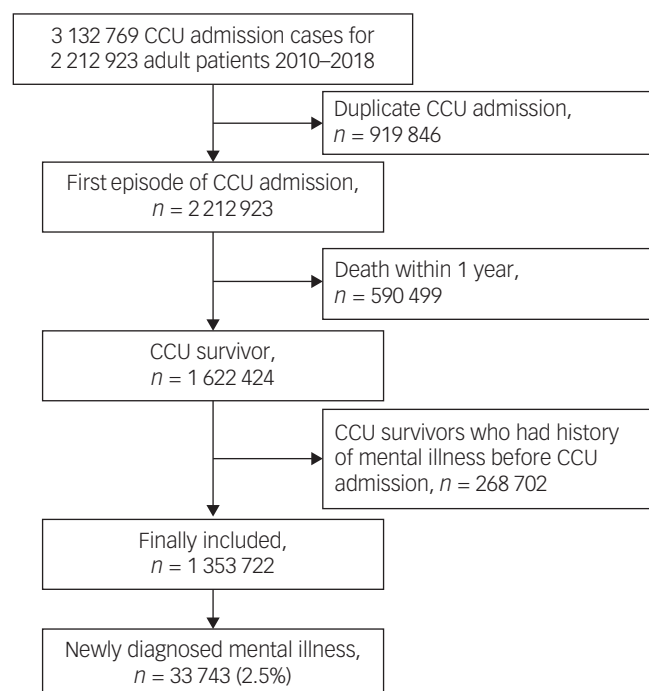 3 132 769 CCU admission cases for
2 212 923 adult patients 2010–2018
Duplicate CCU admission,
n = 919 846
First episode of CCU admission,
n = 2 212 923
Death within 1 year,
n = 590 499
CCU survivor,
n = 1 622 424
CCU survivors who had history
of mental illness before CCU
admission, n = 268 702
Finally included,
n = 1 353 722
Newly diagnosed mental illness,
n = 33 743 (2.5%)